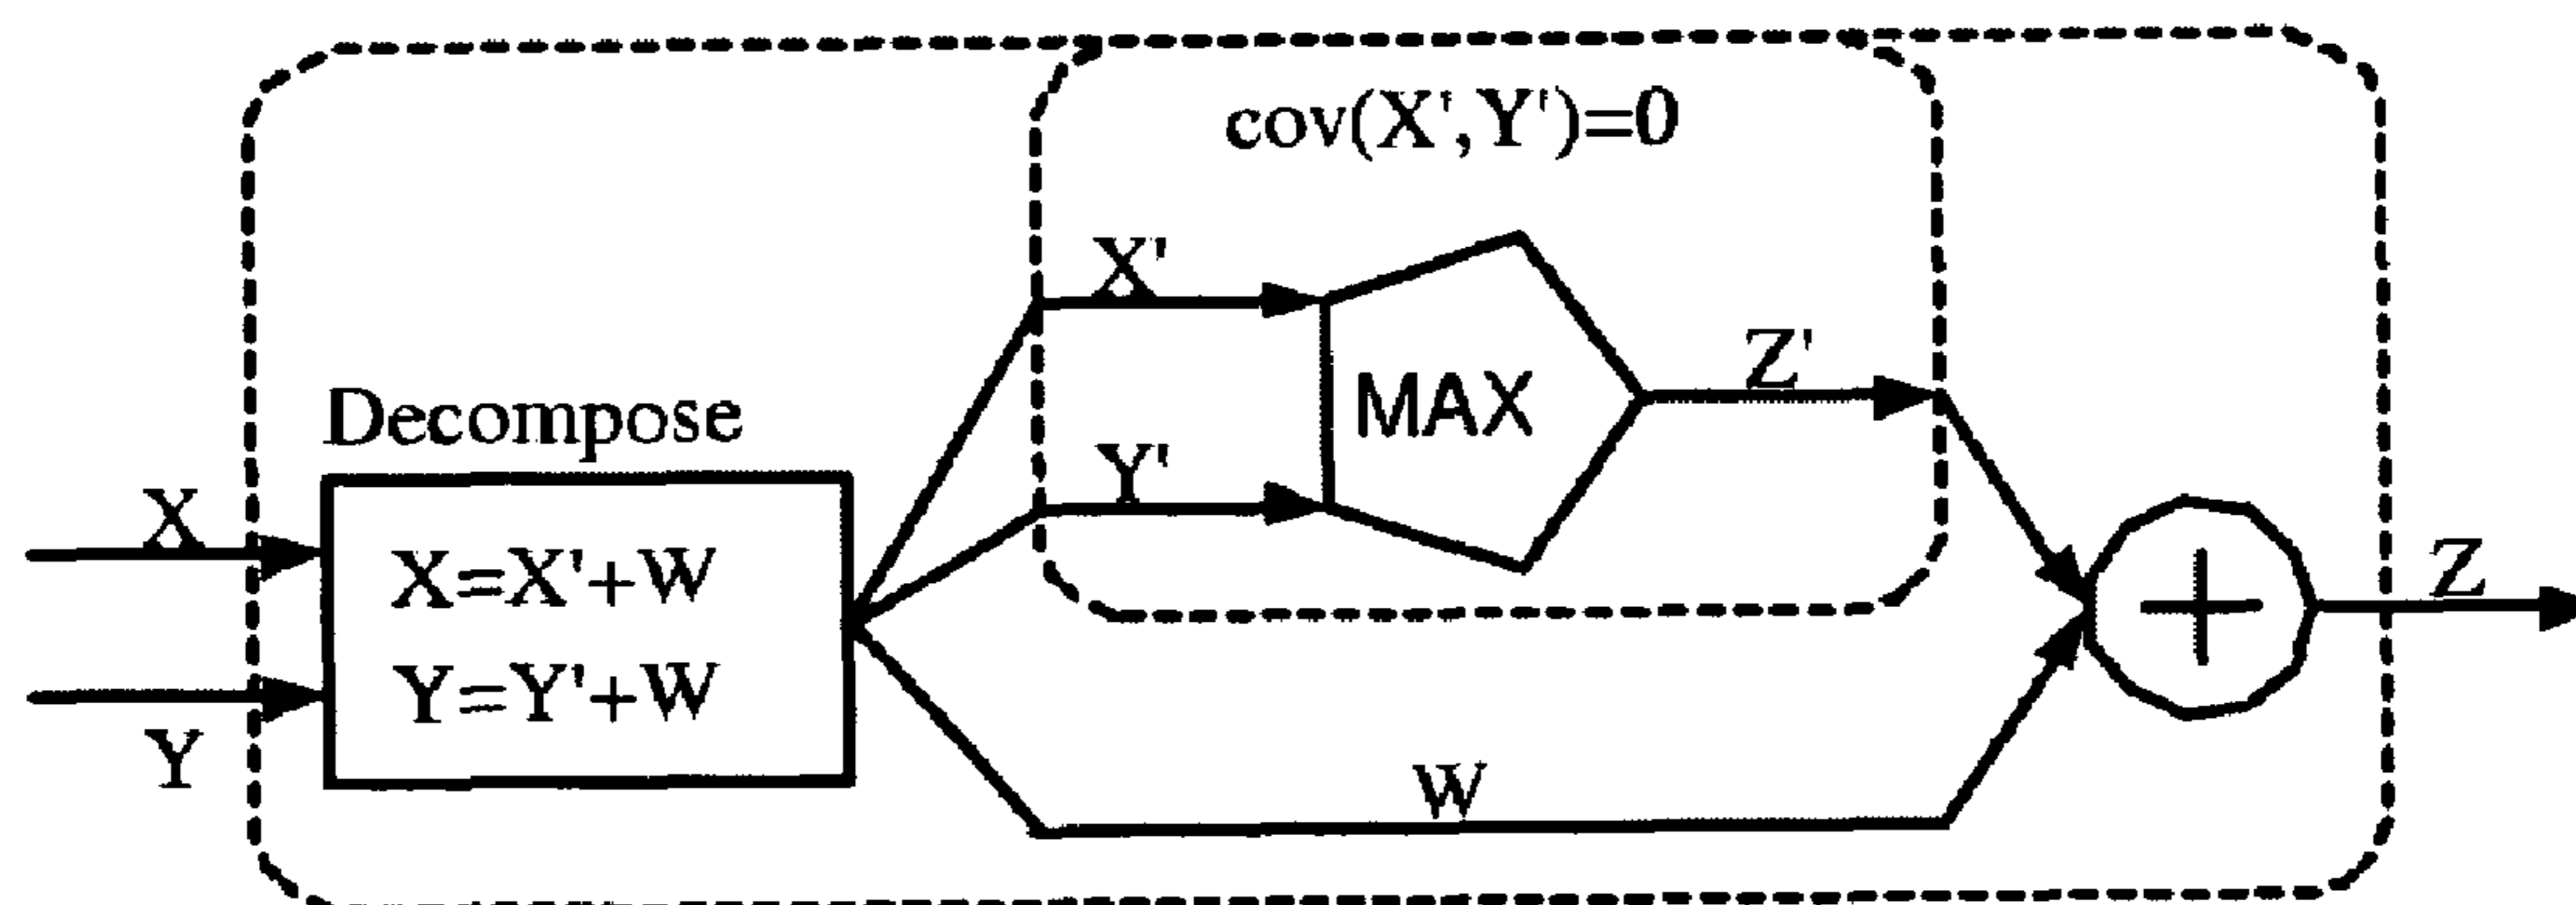 cov(X',Y')=0
X'
Z'
MAX
Decompose
Y'
X
X=X'+W
Z
Y=Y'+W
Y
W
+